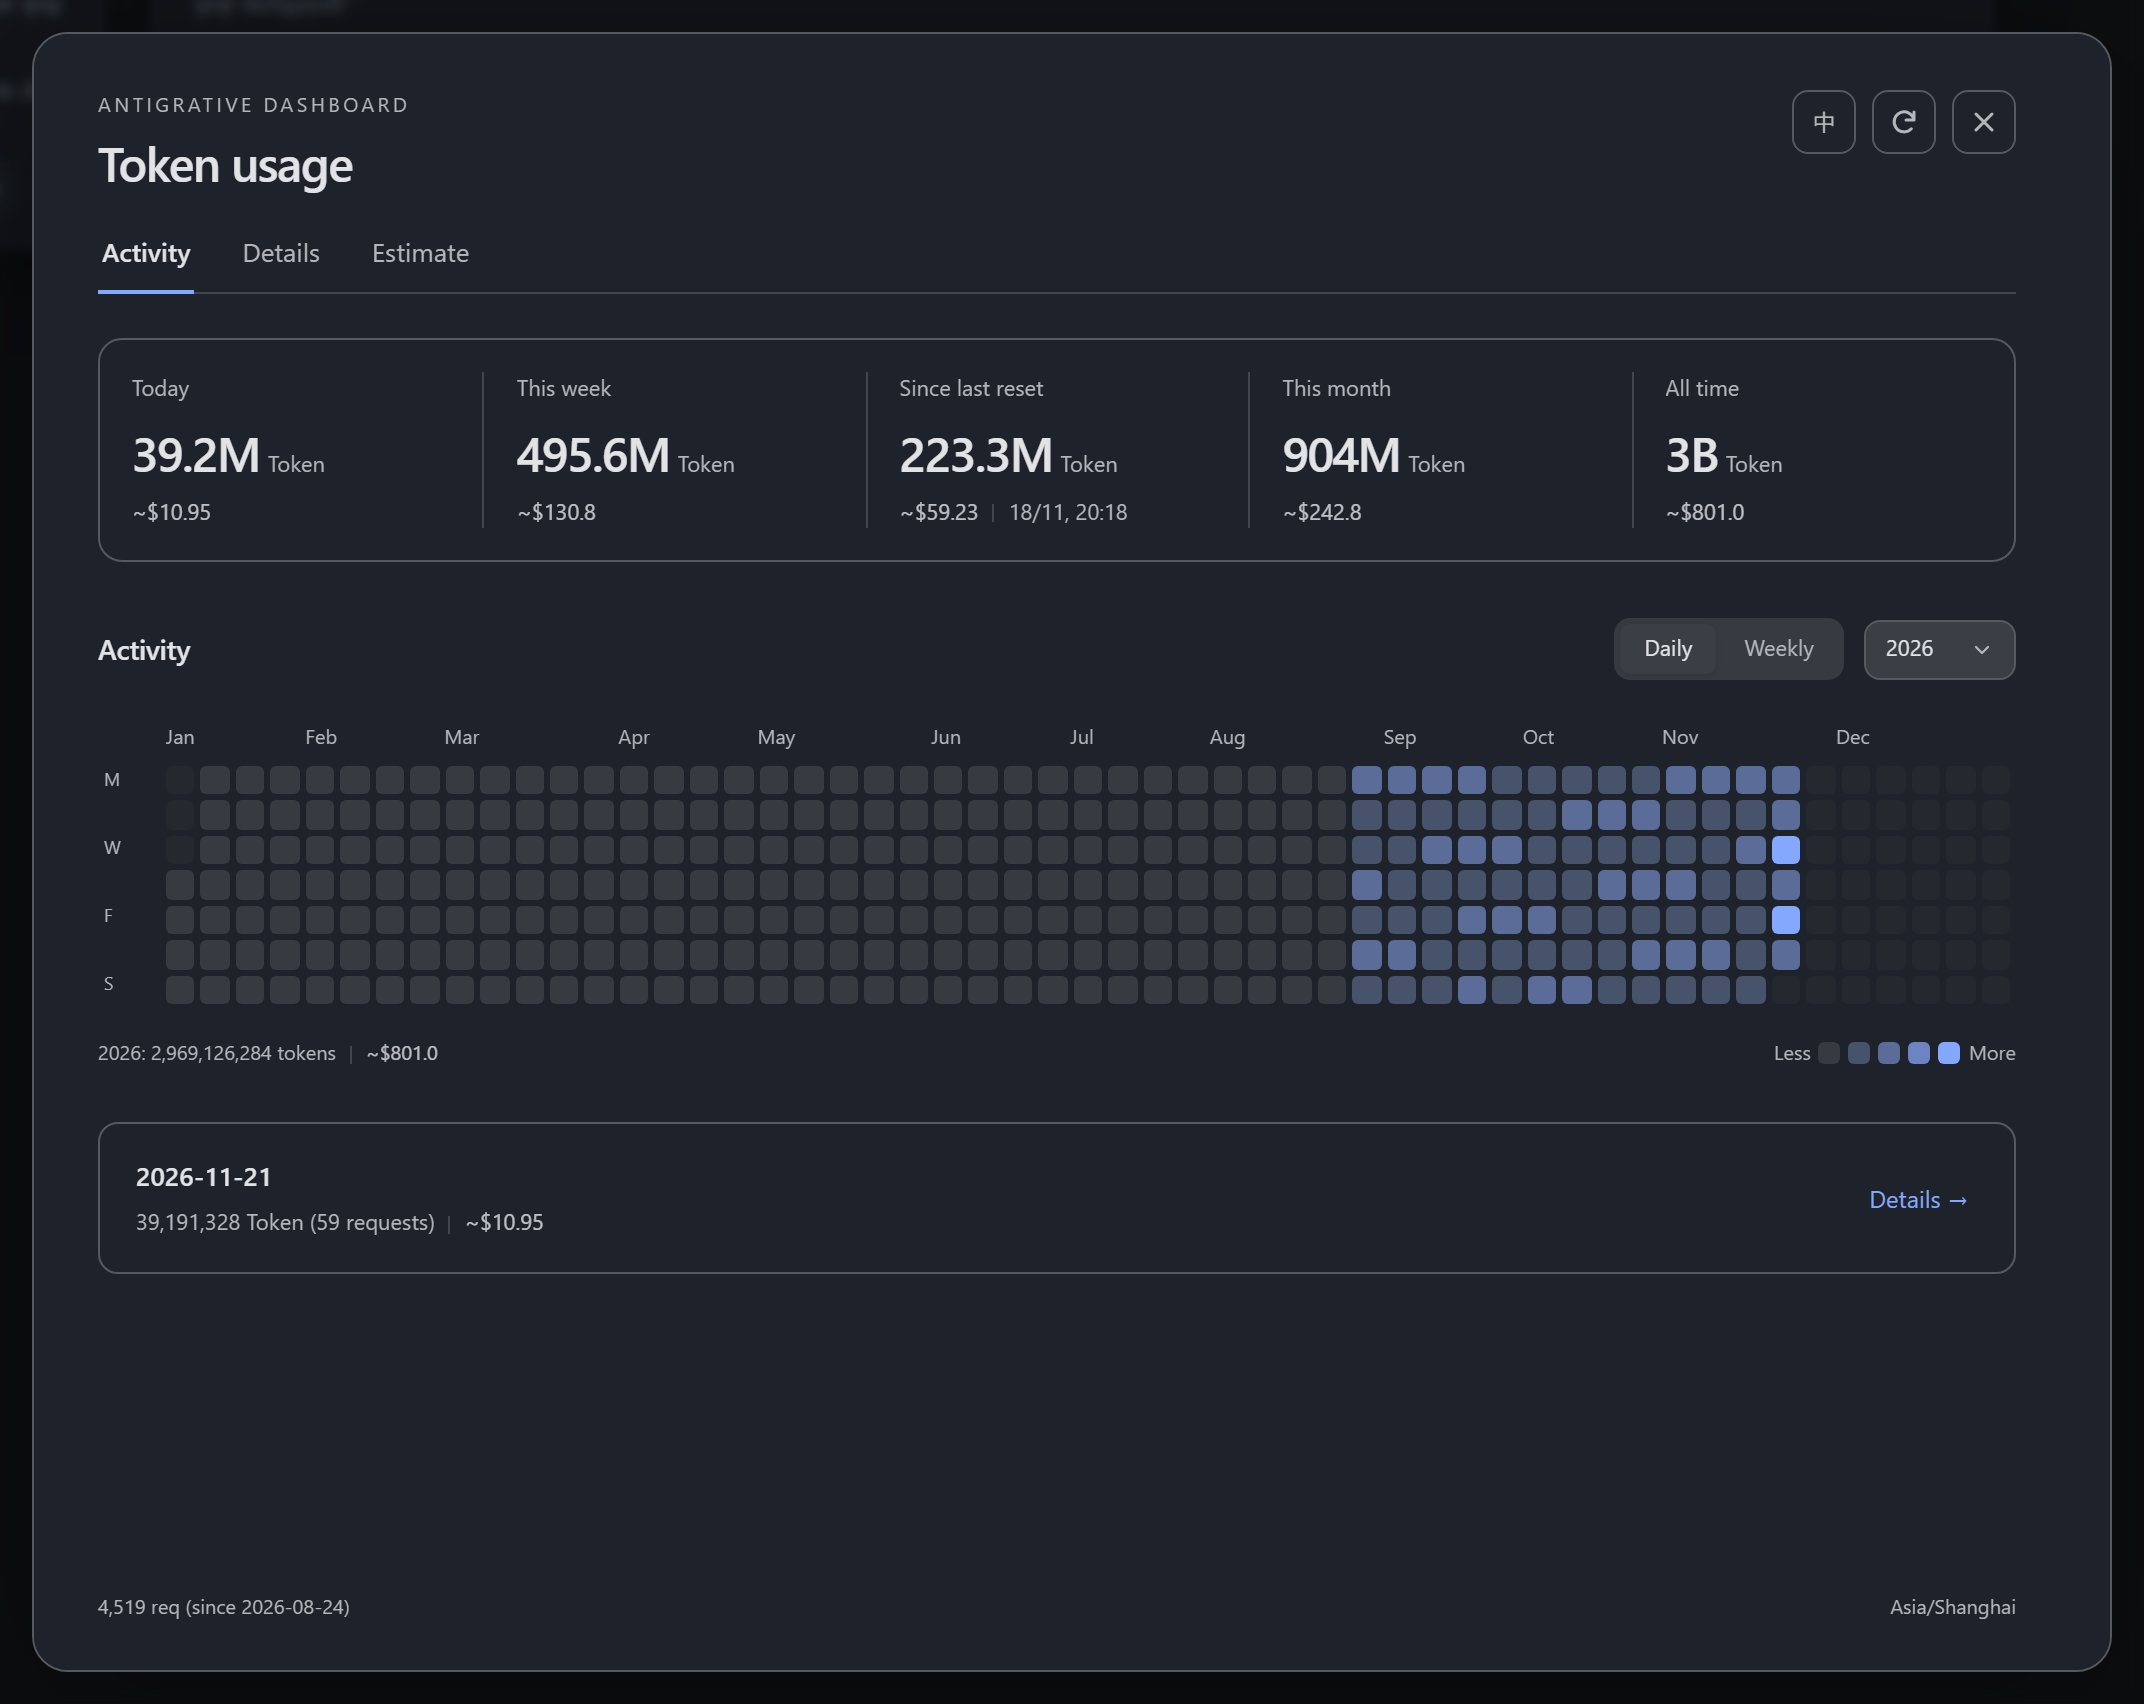 ANTIGRATIVE DASHBOARD
中
Token usage
Activity Details Estimate
Today This week Since last reset This month All time
39.2M Token 495.6M Token 223.3M Token 904M Token 3B Token
~$10.95 ~$130.8 ~$59.23 | 18/11, 20:18 ~$242.8 ~$801.0
Activity Daily Weekly 2026
Jan Feb Mar Apr May Jun Jul Aug Sep Oct Nov Dec
M
W
F
S
2026: 2,969,126,284 tokens | ~$801.0 Less More
2026-11-21
39,191,328 Token (59 requests) | ~$10.95
Details →
4,519 req (since 2026-08-24) Asia/Shanghai